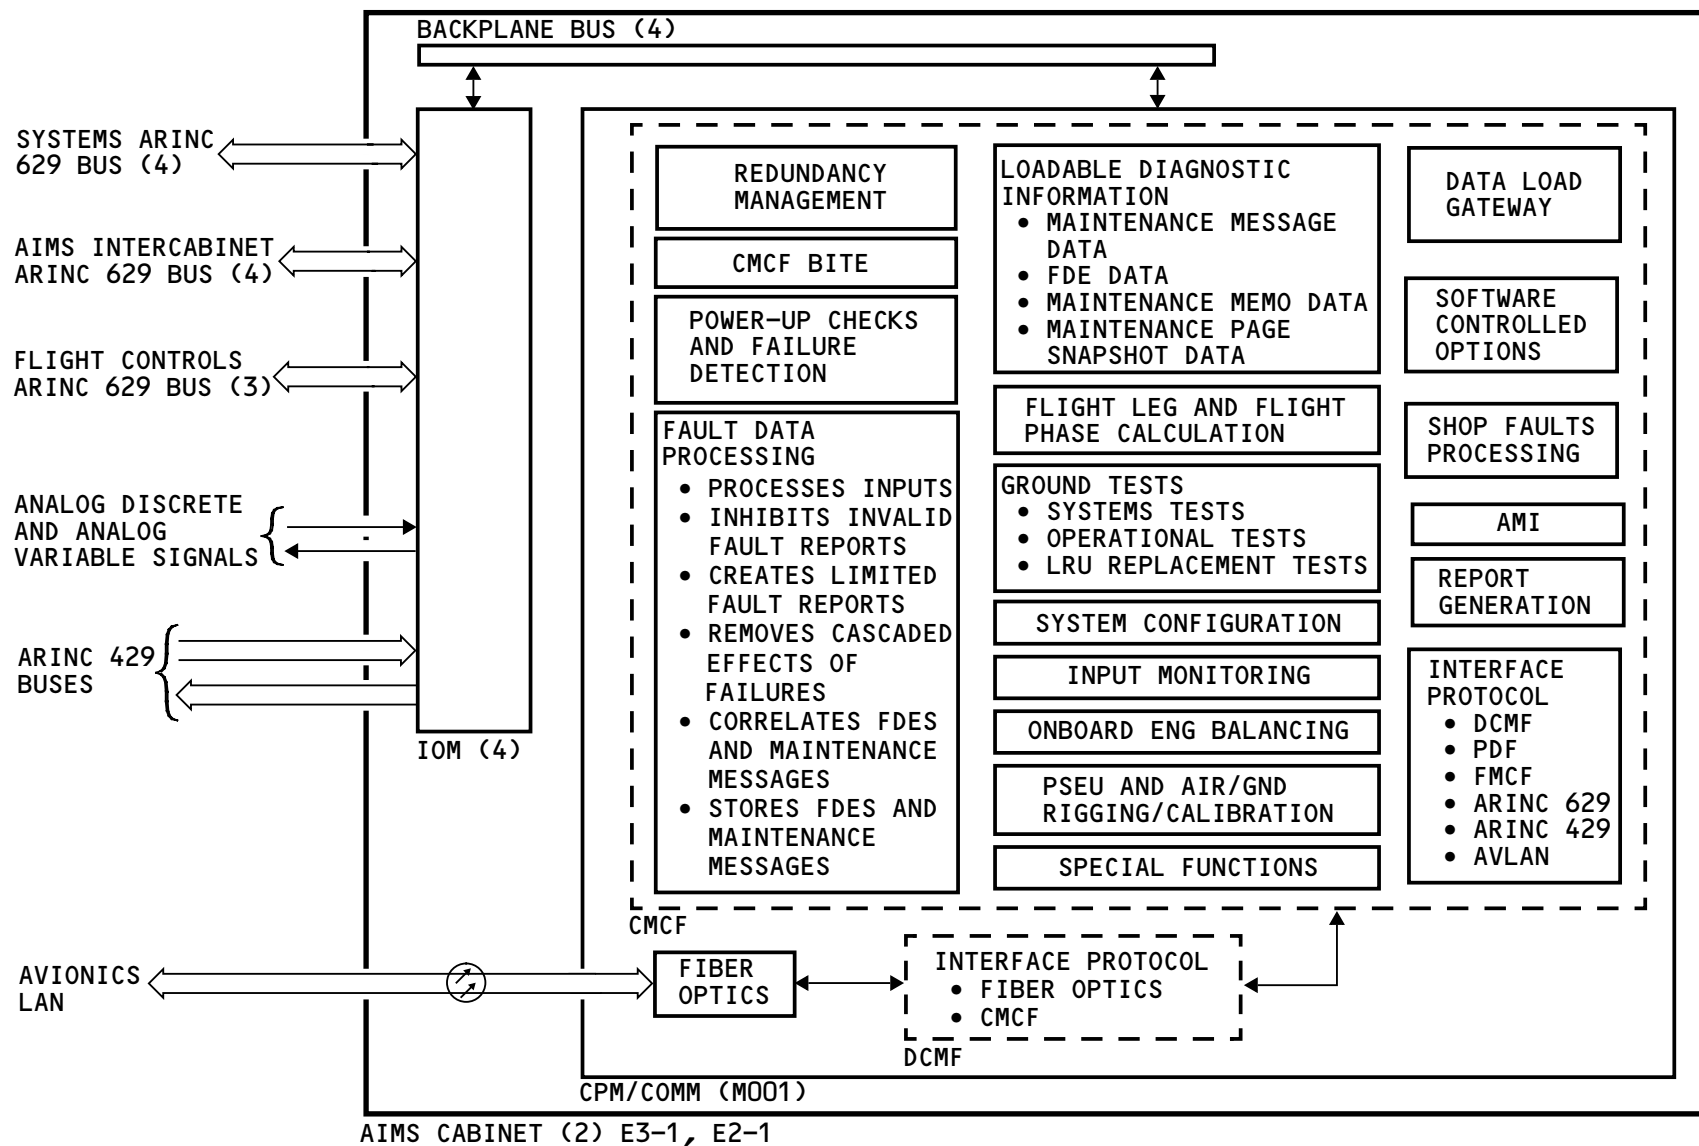 BACKPLANE BUS (4)
SYSTEMS ARINC
629 BUS (4)
AIMS INTERCABINET
ARINC 629 BUS (4)
FLIGHT CONTROLS
ARINC 629 BUS (3)
ANALOG DISCRETE
AND ANALOG
VARIABLE SIGNALS
ARINC 429
BUSES
IOM (4)
REDUNDANCY
MANAGEMENT
CMCF BITE
POWER-UP CHECKS
AND FAILURE
DETECTION
FAULT DATA
PROCESSING
• PROCESSES INPUTS
• INHIBITS INVALID
FAULT REPORTS
• CREATES LIMITED
FAULT REPORTS
• REMOVES CASCADED
EFFECTS OF
FAILURES
• CORRELATES FDES
AND MAINTENANCE
MESSAGES
• STORES FDES AND
MAINTENANCE
MESSAGES
LOADABLE DIAGNOSTIC
INFORMATION
• MAINTENANCE MESSAGE
DATA
• FDE DATA
• MAINTENANCE MEMO DATA
• MAINTENANCE PAGE
SNAPSHOT DATA
FLIGHT LEG AND FLIGHT
PHASE CALCULATION
GROUND TESTS
• SYSTEMS TESTS
• OPERATIONAL TESTS
• LRU REPLACEMENT TESTS
SYSTEM CONFIGURATION
INPUT MONITORING
ONBOARD ENG BALANCING
PSEU AND AIR/GND
RIGGING/CALIBRATION
SPECIAL FUNCTIONS
DATA LOAD
GATEWAY
SOFTWARE
CONTROLLED
OPTIONS
SHOP FAULTS
PROCESSING
AMI
REPORT
GENERATION
INTERFACE
PROTOCOL
• DCMF
• PDF
• FMCF
• ARINC 629
• ARINC 429
• AVLAN
CMCF
AVIONICS
LAN
FIBER
OPTICS
INTERFACE PROTOCOL
• FIBER OPTICS
• CMCF
DCMF
CPM/COMM (M001)
AIMS CABINET (2) E3-1, E2-1